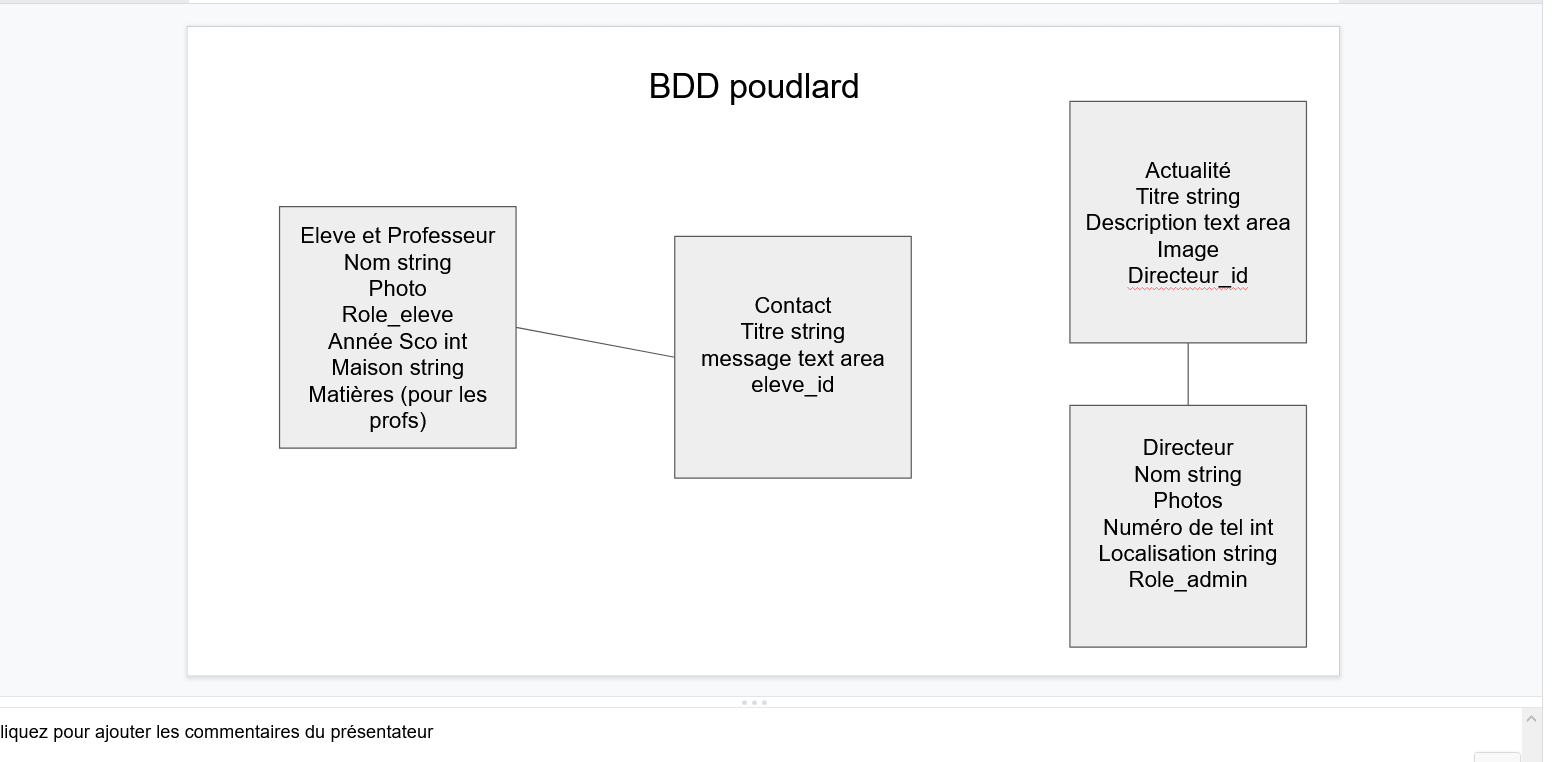 BDD poudlard
Eleve et Professeur
Nom string
Photo
Role_eleve
Année Sco int
Maison string
Matières (pour les
profs)
Contact
Titre string
message text area
eleve_id
Actualité
Titre string
Description text area
Image
Directeur_id
Directeur
Nom string
Photos
Numéro de tel int
Localisation string
Role_admin
liquez pour ajouter les commentaires du présentateur